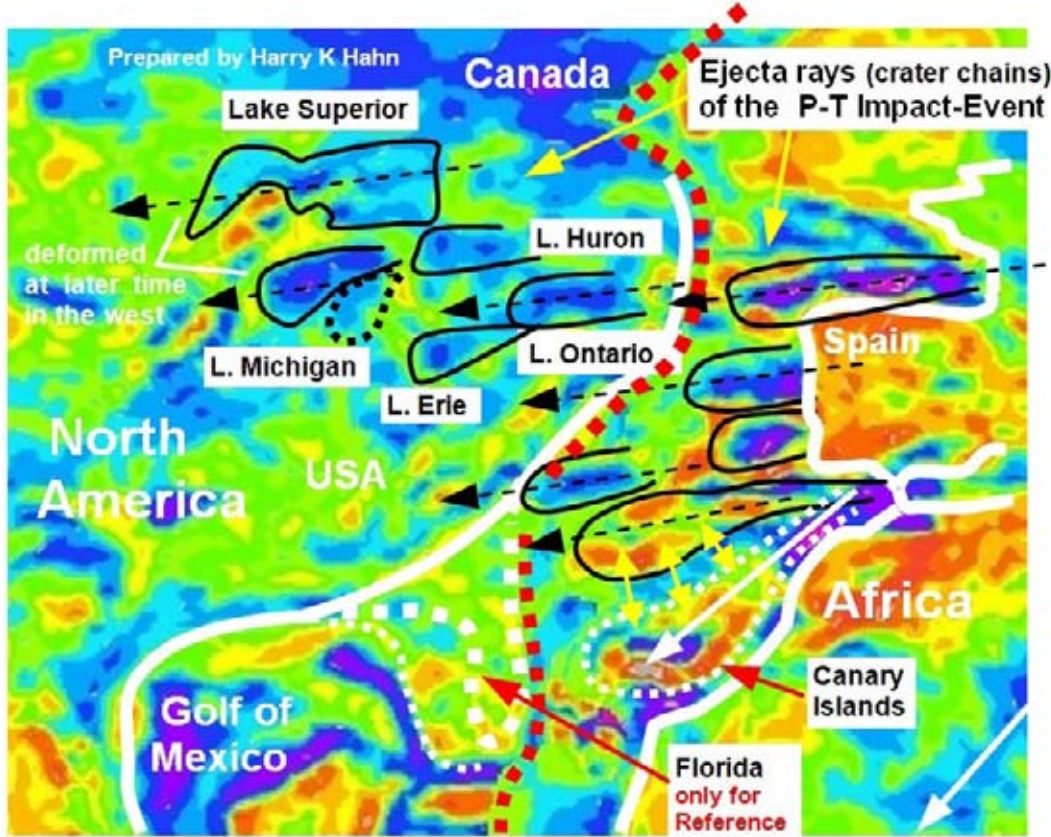 Prepared by Harry K Hahn
Canada
Ejecta rays (crater chains)
of the P-T Impact-Event
Lake Superior
L. Huron
deformed
at later time
in the west
L. Michigan
L. Ontario
Spain
L. Erie
North
America
USA
Africa
Canary
Islands
Golf of
Mexico
Florida
only for
Reference